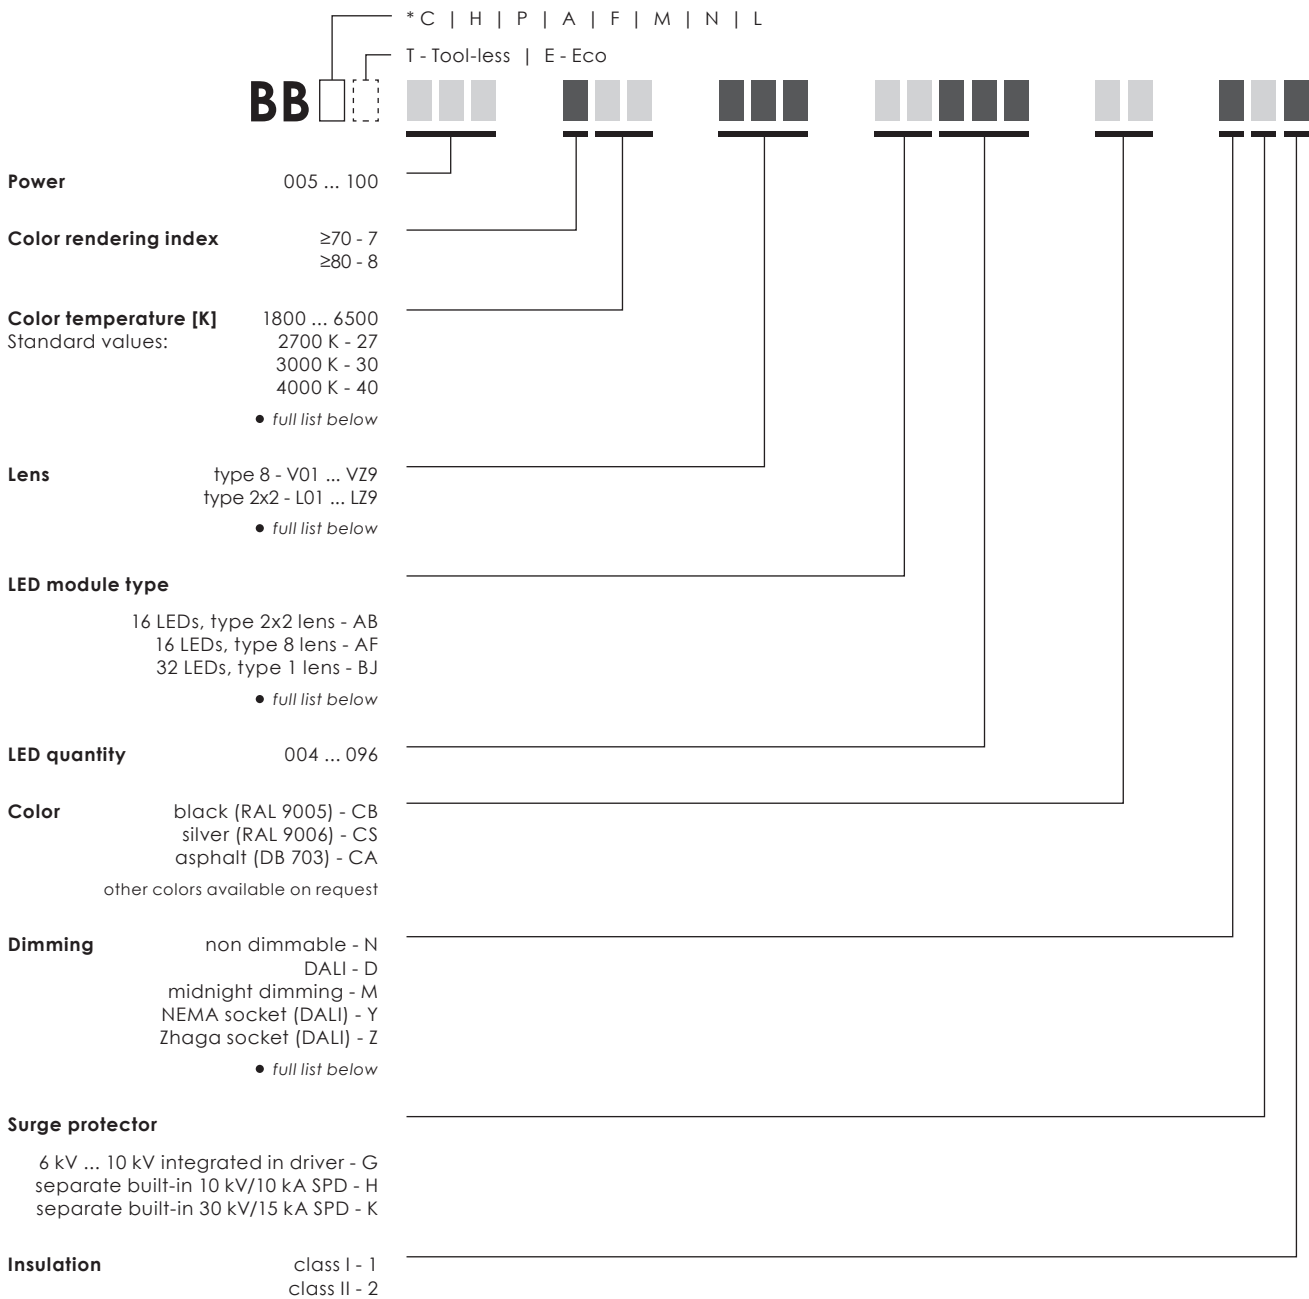 * C | H | P | A | F | M | N | L
T - Tool-less | E - Eco
BB
Power 005 ... 100
Color rendering index ≥70 - 7
≥80 - 8
Color temperature [K] 1800 ... 6500
Standard values: 2700 K - 27
3000 K - 30
4000 K - 40
• full list below
Lens type 8 - V01 ... VZ9
type 2x2 - L01 ... LZ9
• full list below
LED module type
16 LEDs, type 2x2 lens - AB
16 LEDs, type 8 lens - AF
32 LEDs, type 1 lens - BJ
• full list below
LED quantity 004 ... 096
Color black (RAL 9005) - CB
silver (RAL 9006) - CS
asphalt (DB 703) - CA
other colors available on request
Dimming non dimmable - N
DALI - D
midnight dimming - M
NEMA socket (DALI) - Y
Zhaga socket (DALI) - Z
• full list below
Surge protector
6 kV ... 10 kV integrated in driver - G
separate built-in 10 kV/10 kA SPD - H
separate built-in 30 kV/15 kA SPD - K
Insulation class I - 1
class II - 2